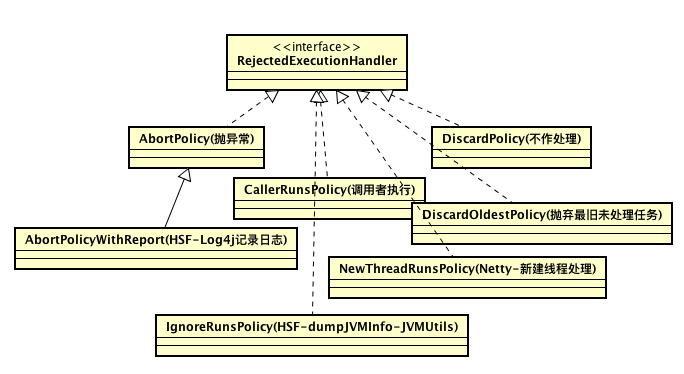 <<interface>>
RejectedExecutionHandler
AbortPolicy(抛异常)
DiscardPolicy(不作处理)
CallerRunsPolicy(调用者执行)
DiscardOldestPolicy(抛弃最旧未处理任务)
AbortPolicyWithReport(HSF-Log4j记录日志)
NewThreadRunsPolicy(Netty-新建线程处理)
IgnoreRunsPolicy(HSF-dumpJVMInfo-JVMUtils)